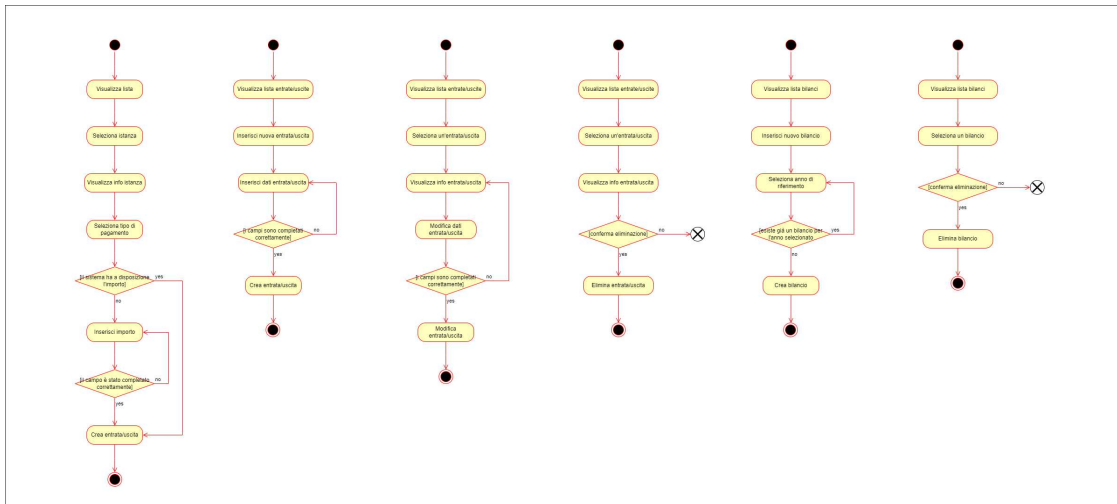 Visualizza lista
Seleziona istanza
Visualizza info istanza
Seleziona tipo di
pagamento
[Il sistema ha a disposizione
l'importo]
yes
no
Inserisci importo
[Il campo è stato completato
correttamente]
no
yes
Crea entrata/uscita
Visualizza lista entrate/uscite
Inserisci nuova entrata/uscita
Inserisci dati entrata/uscita
[I campi sono completati
correttamente]
no
yes
Crea entrata/uscita
Visualizza lista entrate/uscite
Seleziona un'entrata/uscita
Visualizza info entrata/uscita
Modifica dati
entrata/uscita
[I campi sono completati
correttamente]
no
yes
Modifica
entrata/uscita
Visualizza lista entrate/uscite
Seleziona un'entrata/uscita
Visualizza info entrata/uscita
[conferma eliminazione]
no
yes
Elimina entrata/uscita
Visualizza lista bilanci
Inserisci nuovo bilancio
Seleziona anno di
riferimento
[esiste già un bilancio per
l'anno selezionato]
yes
no
Crea bilancio
Visualizza lista bilanci
Seleziona un bilancio
[conferma eliminazione]
no
yes
Elimina bilancio